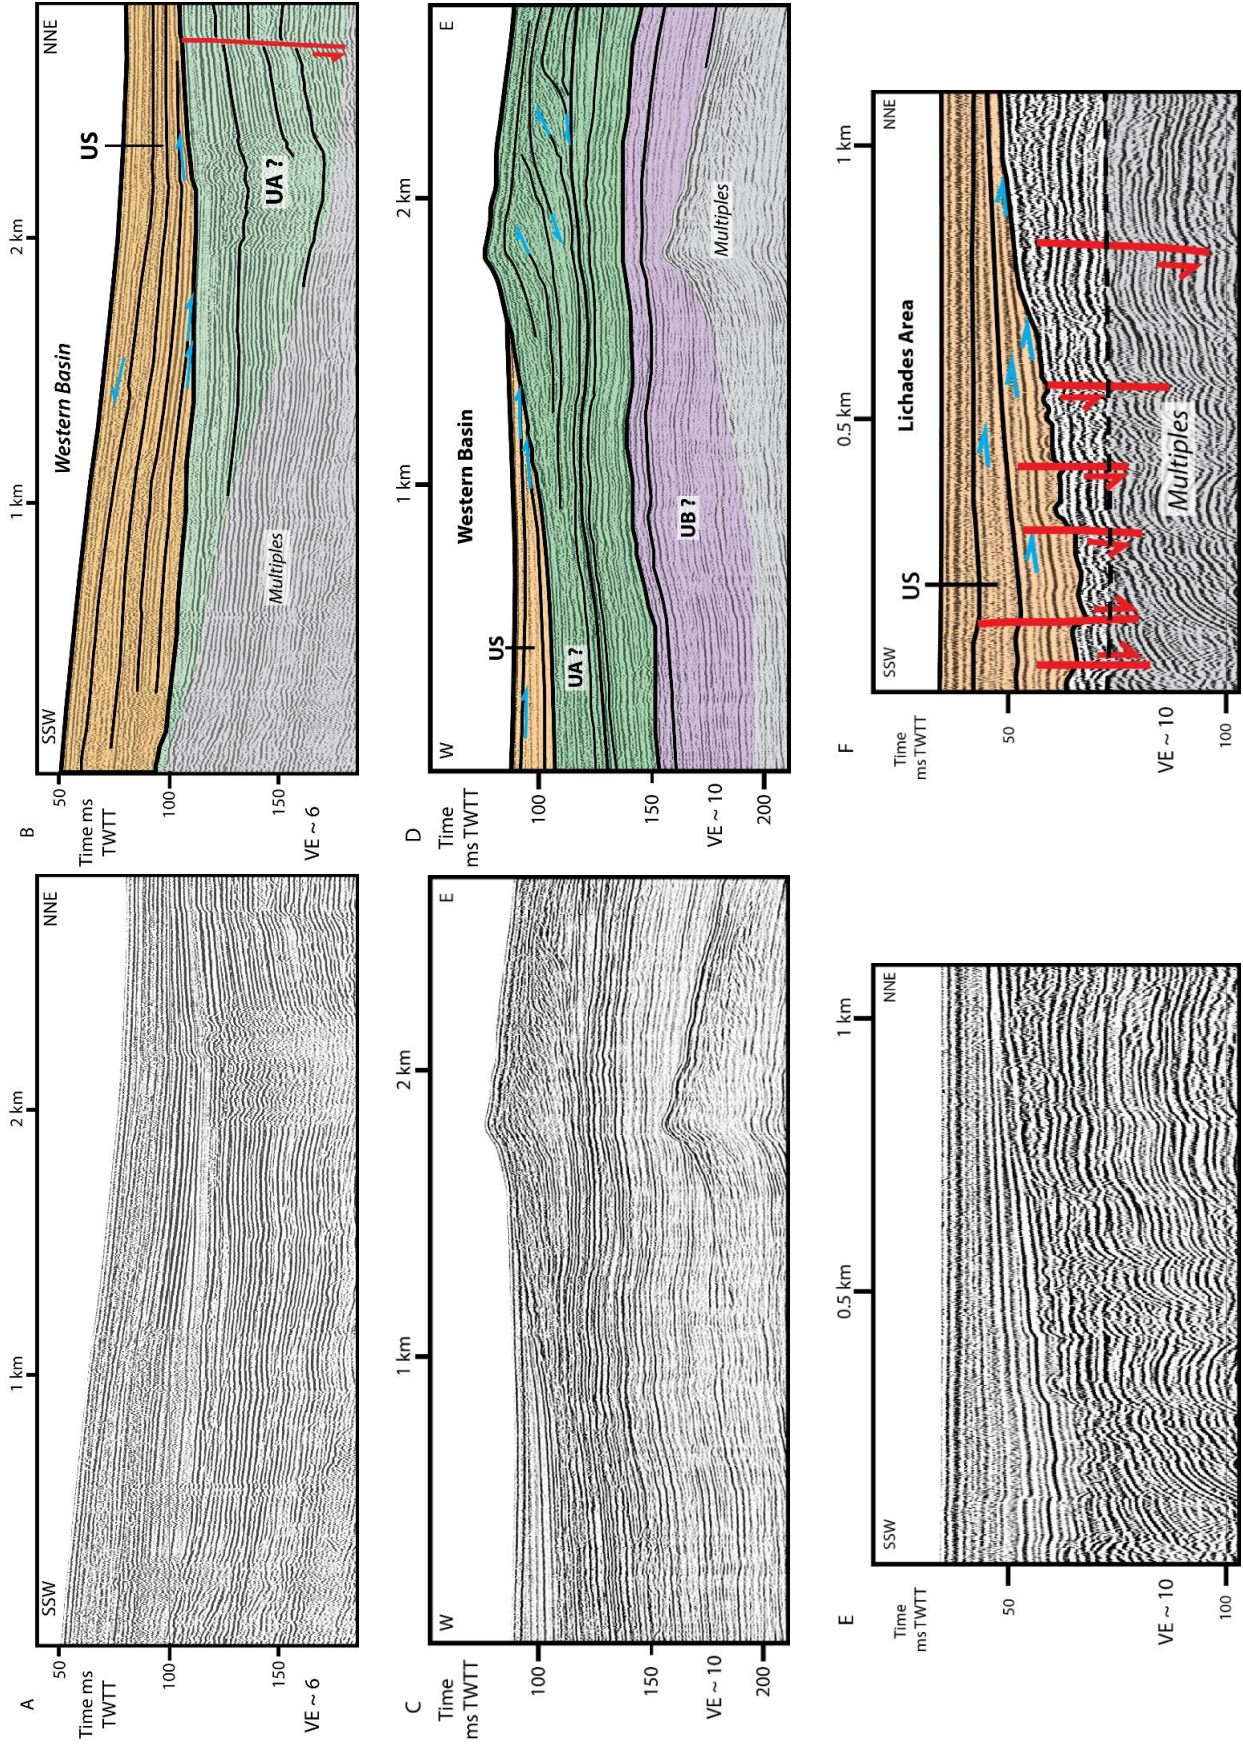 A
SSW
NNE
1 km
2 km
50
100
150
Time ms
TWTT
VE ~ 6
B
SSW
NNE
1 km
2 km
Western Basin
US
UA ?
Multiples
50
100
150
Time ms
TWTT
VE ~ 6
C
W
E
1 km
2 km
Time
ms TWTT
100
150
200
VE ~ 10
D
W
E
1 km
2 km
Western Basin
US
UA ?
UB ?
Multiples
Time
ms TWTT
100
150
200
VE ~ 10
E
SSW
NNE
0.5 km
1 km
Time
ms TWTT
50
100
VE ~ 10
F
SSW
NNE
0.5 km
1 km
Lichades Area
US
Multiples
Time
ms TWTT
50
100
VE ~ 10